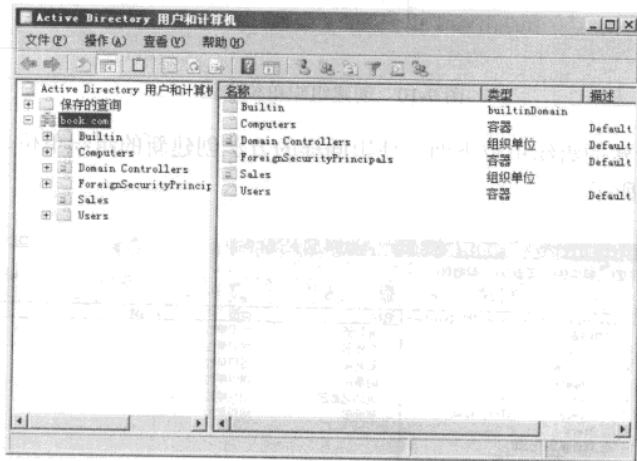 Active Directory 用户和计算机
文件(F) 操作(A) 查看(V) 帮助(H)
Active Directory 用户和计算机
保存的查询
book.com
Builtin
Computers
Domain Controllers
ForeignSecurityPrincip
Sales
Users
名称 类型 描述
Builtin builtinDomain
Computers 容器 Default
Domain Controllers 组织单位 Default
ForeignSecurityPrincipals 容器 Default
Sales 组织单位
Users 容器 Default